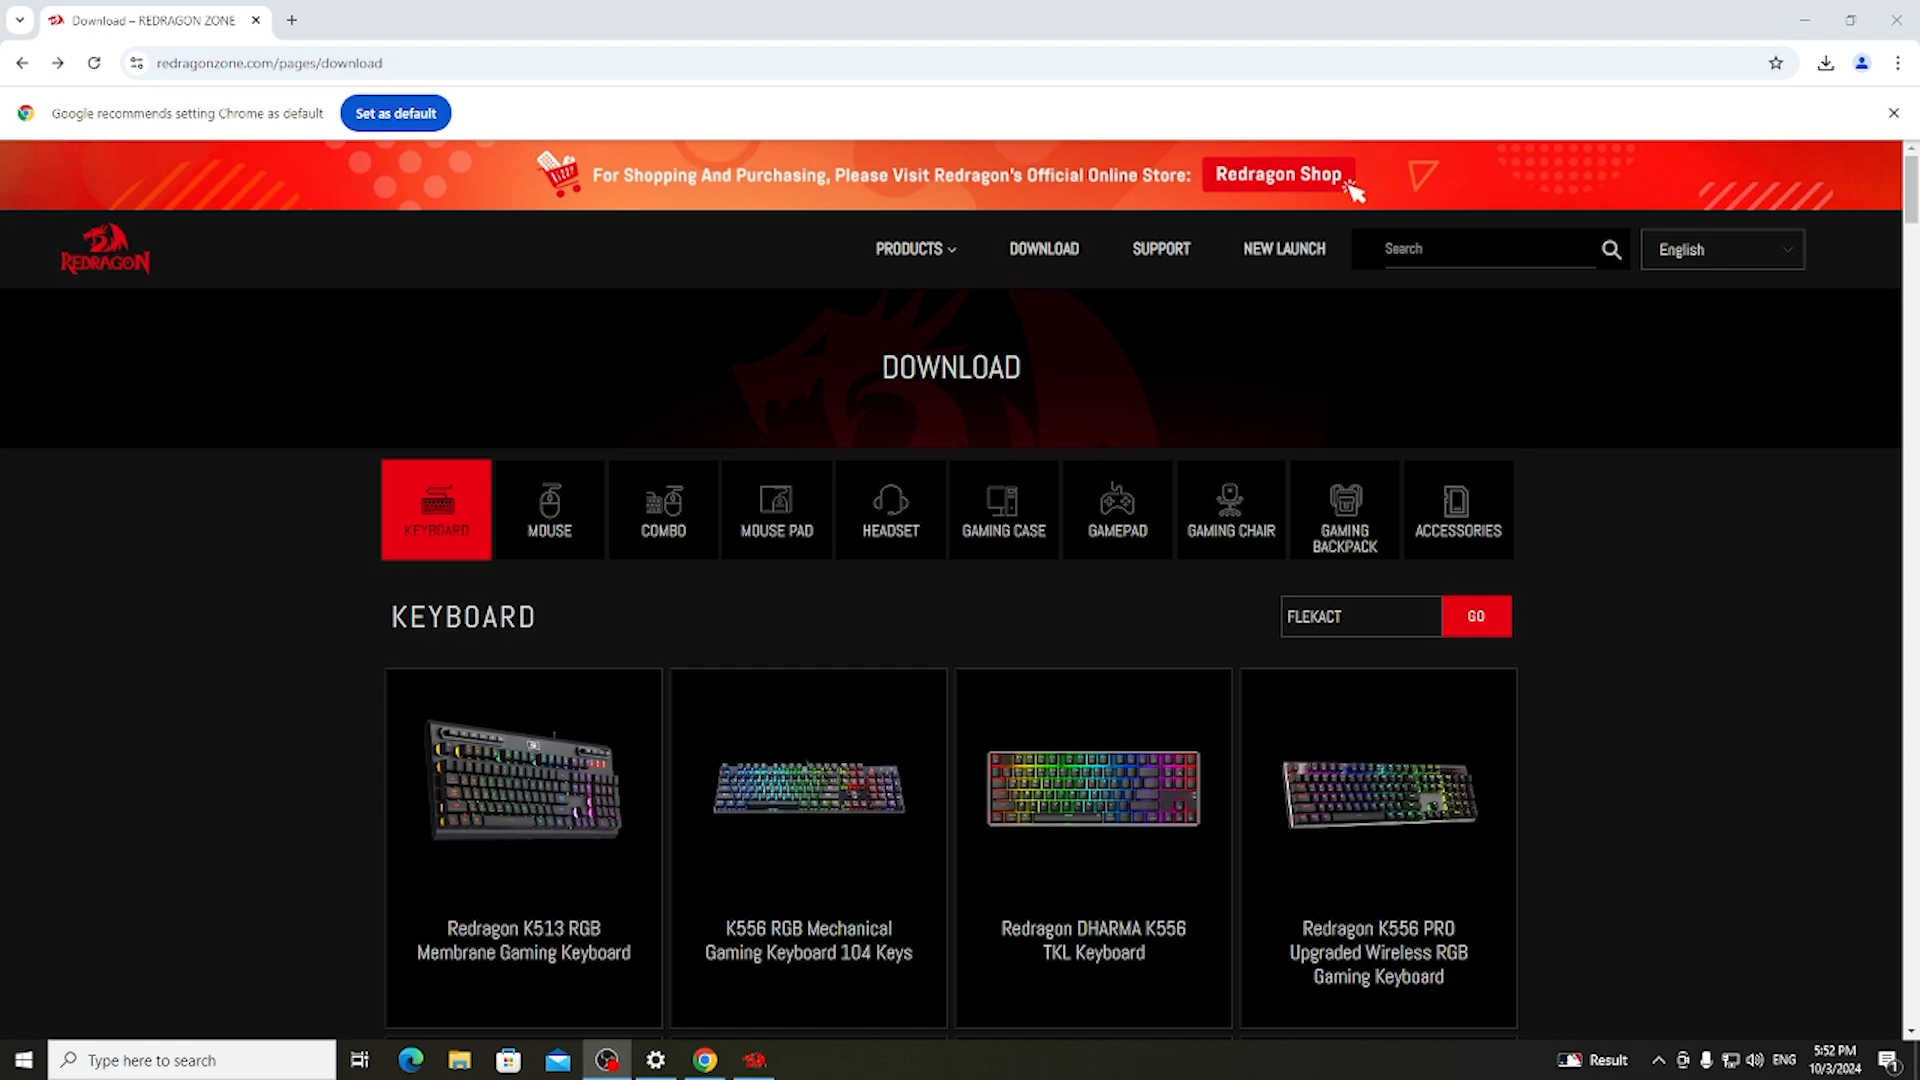 Download – REDRAGON ZONE
redragonzone.com/pages/download
Google recommends setting Chrome as default
Set as default
For Shopping And Purchasing, Please Visit Redragon's Official Online Store:
Redragon Shop
REDRAGON
PRODUCTS
DOWNLOAD
SUPPORT
NEW LAUNCH
Search
English
DOWNLOAD
KEYBOARD
MOUSE
COMBO
MOUSE PAD
HEADSET
GAMING CASE
GAMEPAD
GAMING CHAIR
GAMING
BACKPACK
ACCESSORIES
KEYBOARD
FLEKACT
GO
Redragon K513 RGB
Membrane Gaming Keyboard
K556 RGB Mechanical
Gaming Keyboard 104 Keys
Redragon DHARMA K556
TKL Keyboard
Redragon K556 PRO
Upgraded Wireless RGB
Gaming Keyboard
Type here to search
Result
ENG
5:52 PM
10/3/2024
1